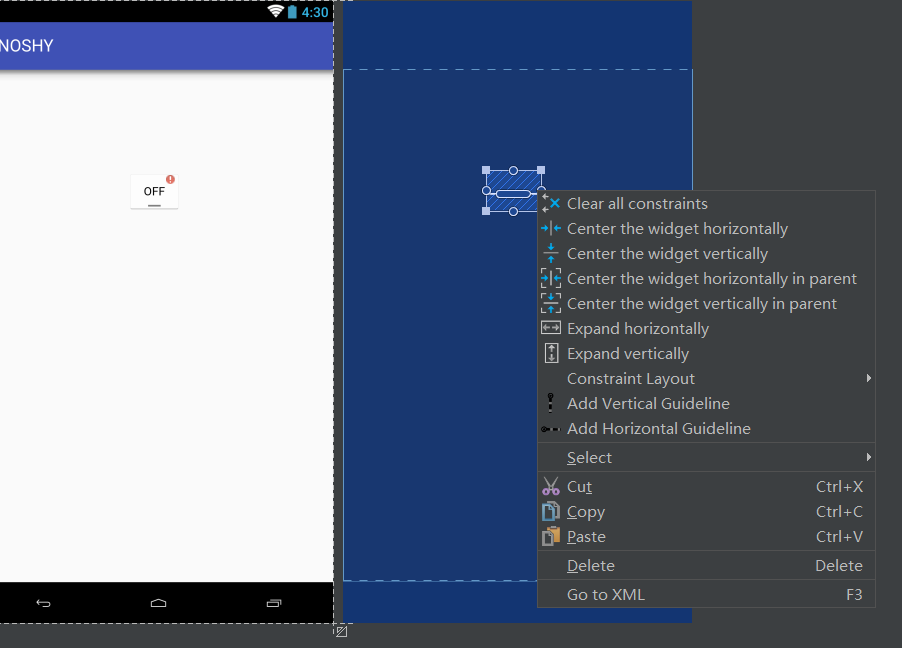 4:30
NOSHY
OFF
Clear all constraints
Center the widget horizontally
Center the widget vertically
Center the widget horizontally in parent
Center the widget vertically in parent
Expand horizontally
Expand vertically
Constraint Layout
Add Vertical Guideline
Add Horizontal Guideline
Select
Cut Ctrl+X
Copy Ctrl+C
Paste Ctrl+V
Delete Delete
Go to XML F3